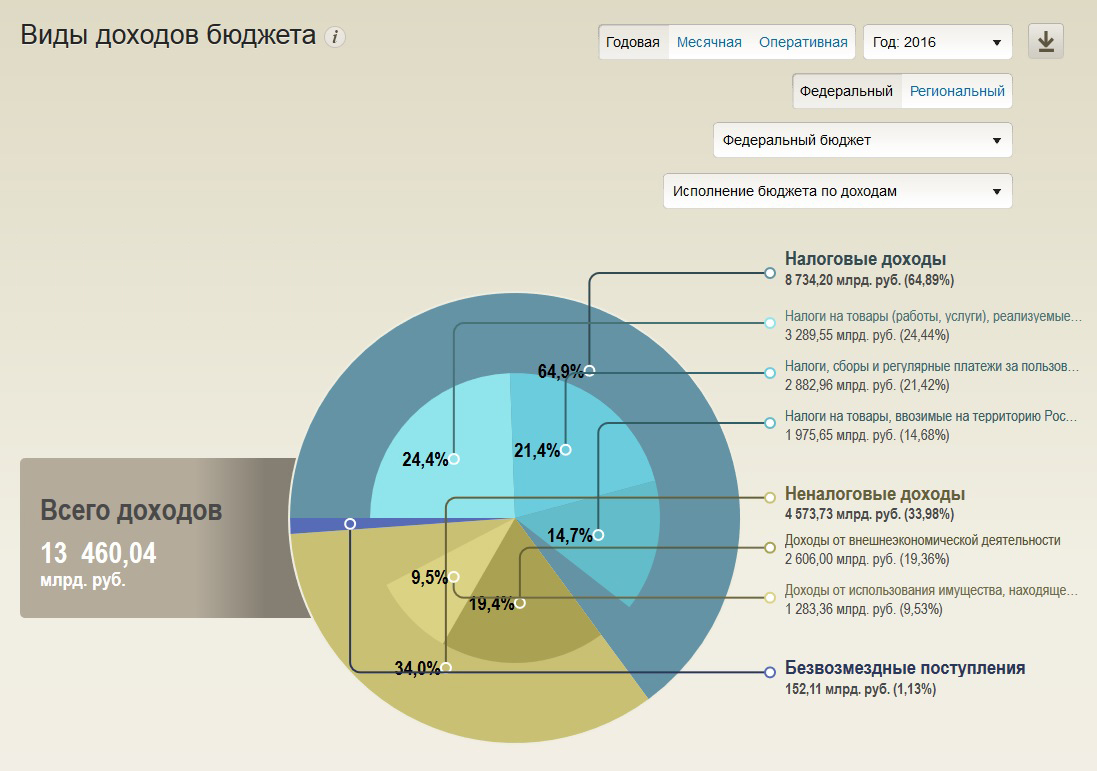 Виды доходов бюджета i
Годовая Месячная Оперативная Год: 2016
Федеральный Региональный
Федеральный бюджет
Исполнение бюджета по доходам
Налоговые доходы
8 734,20 млрд. руб. (64,89%)
Налоги на товары (работы, услуги), реализуемые...
3 289,55 млрд. руб. (24,44%)
Налоги, сборы и регулярные платежи за пользов...
2 882,96 млрд. руб. (21,42%)
Налоги на товары, ввозимые на территорию Рос...
1 975,65 млрд. руб. (14,68%)
Неналоговые доходы
4 573,73 млрд. руб. (33,98%)
Доходы от внешнеэкономической деятельности
2 606,00 млрд. руб. (19,36%)
Доходы от использования имущества, находяще...
1 283,36 млрд. руб. (9,53%)
Безвозмездные поступления
152,11 млрд. руб. (1,13%)
64,9%
24,4%
21,4%
14,7%
9,5%
19,4%
34,0%
Всего доходов
13 460,04
млрд. руб.